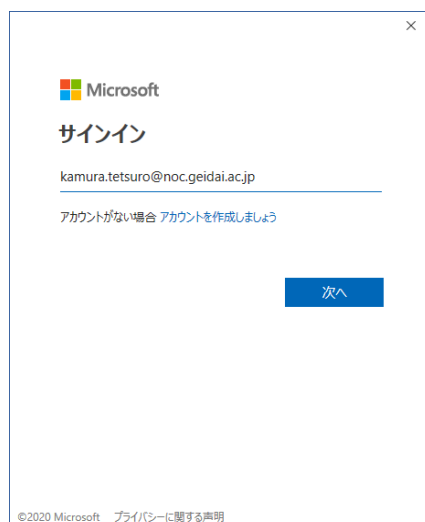 Microsoft
サインイン
kamura.tetsuro@noc.geidai.ac.jp
アカウントがない場合 アカウントを作成しましょう
次へ
©2020 Microsoft プライバシーに関する声明